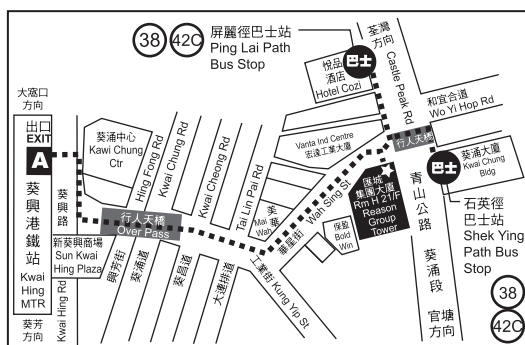 38 42C 屏麗徑巴士站
Ping Lai Path
Bus Stop
荃灣
方向
Castle Peak Rd
巴士
悅品
酒店
Hotel Cozi
和宜合道
Wo Yi Hop Rd
大窩口
方向
出口
EXIT
A
葵興港鐵站
Kwai
Hing
MTR
葵芳
方向
葵興路
Kwai Hing Rd
葵涌中心
Kawi Chung
Ctr
新葵興商場
Sun Kwai
Hing Plaza
行人天橋
Over Pass
Hing Fong Rd
興芳街
Kwai Chung Rd
葵涌道
Kwai Cheong Rd
葵昌道
Tai Lin Pai Rd
大連排道
美華
Mai
Wah
Vanta Ind Centre
宏達工業大廈
華星街 Wah Sing St
工業街 Kung Yip St
保盈
Bold
Win
匯城
集團大廈
Rm H 21/F
Reason
Group
Tower
行人天橋
巴士
葵涌大廈
Kwai Chung
Bldg
青山公路
葵涌段
官塘
方向
石英徑
巴士站
Shek Ying
Path Bus
Stop
38
42C